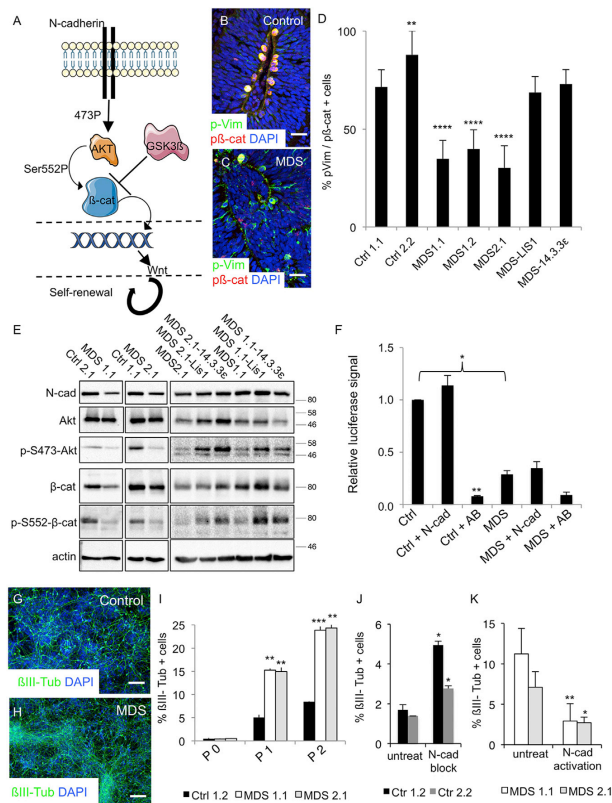 A
N-cadherin
473P
AKT
GSK3ß
Ser552P
ß-cat
Wnt
Self-renewal
B
Control
p-Vim
pß-cat DAPI
C
MDS
p-Vim
pß-cat DAPI
D
% pVim / pß-cat + cells
100
50
0
**
****
****
****
Ctrl 1.1
Ctrl 2.2
MDS1.1
MDS1.2
MDS2.1
MDS-LIS1
MDS-14.3.3ε
E
Ctrl 2.1
MDS 1.1
Ctrl 1.1
MDS 2.1
MDS2.1
MDS 2.1-Lis1
MDS 2.1-14.3.3ε
MDS1.1
MDS 1.1-Lis1
MDS 1.1-14.3.3ε
N-cad
80
Akt
58
46
p-S473-Akt
58
46
β-cat
80
p-S552-β-cat
80
actin
46
F
Relative luciferase signal
1.5
1.0
0.5
0.0
*
**
Ctrl
Ctrl + N-cad
Ctrl + AB
MDS
MDS + N-cad
MDS + AB
G
Control
ßIII-Tub DAPI
H
MDS
ßIII-Tub DAPI
I
% ßIII- Tub + cells
25
20
15
10
5
0
**
**
***
**
P 0
P 1
P 2
Ctrl 1.2
MDS 1.1
MDS 2.1
J
% ßIII- Tub + cells
6
4
2
0
*
*
untreat
N-cad
block
Ctr 1.2
Ctr 2.2
K
% ßIII- Tub + cells
15
10
5
0
**
*
untreat
N-cad
activation
MDS 1.1
MDS 2.1